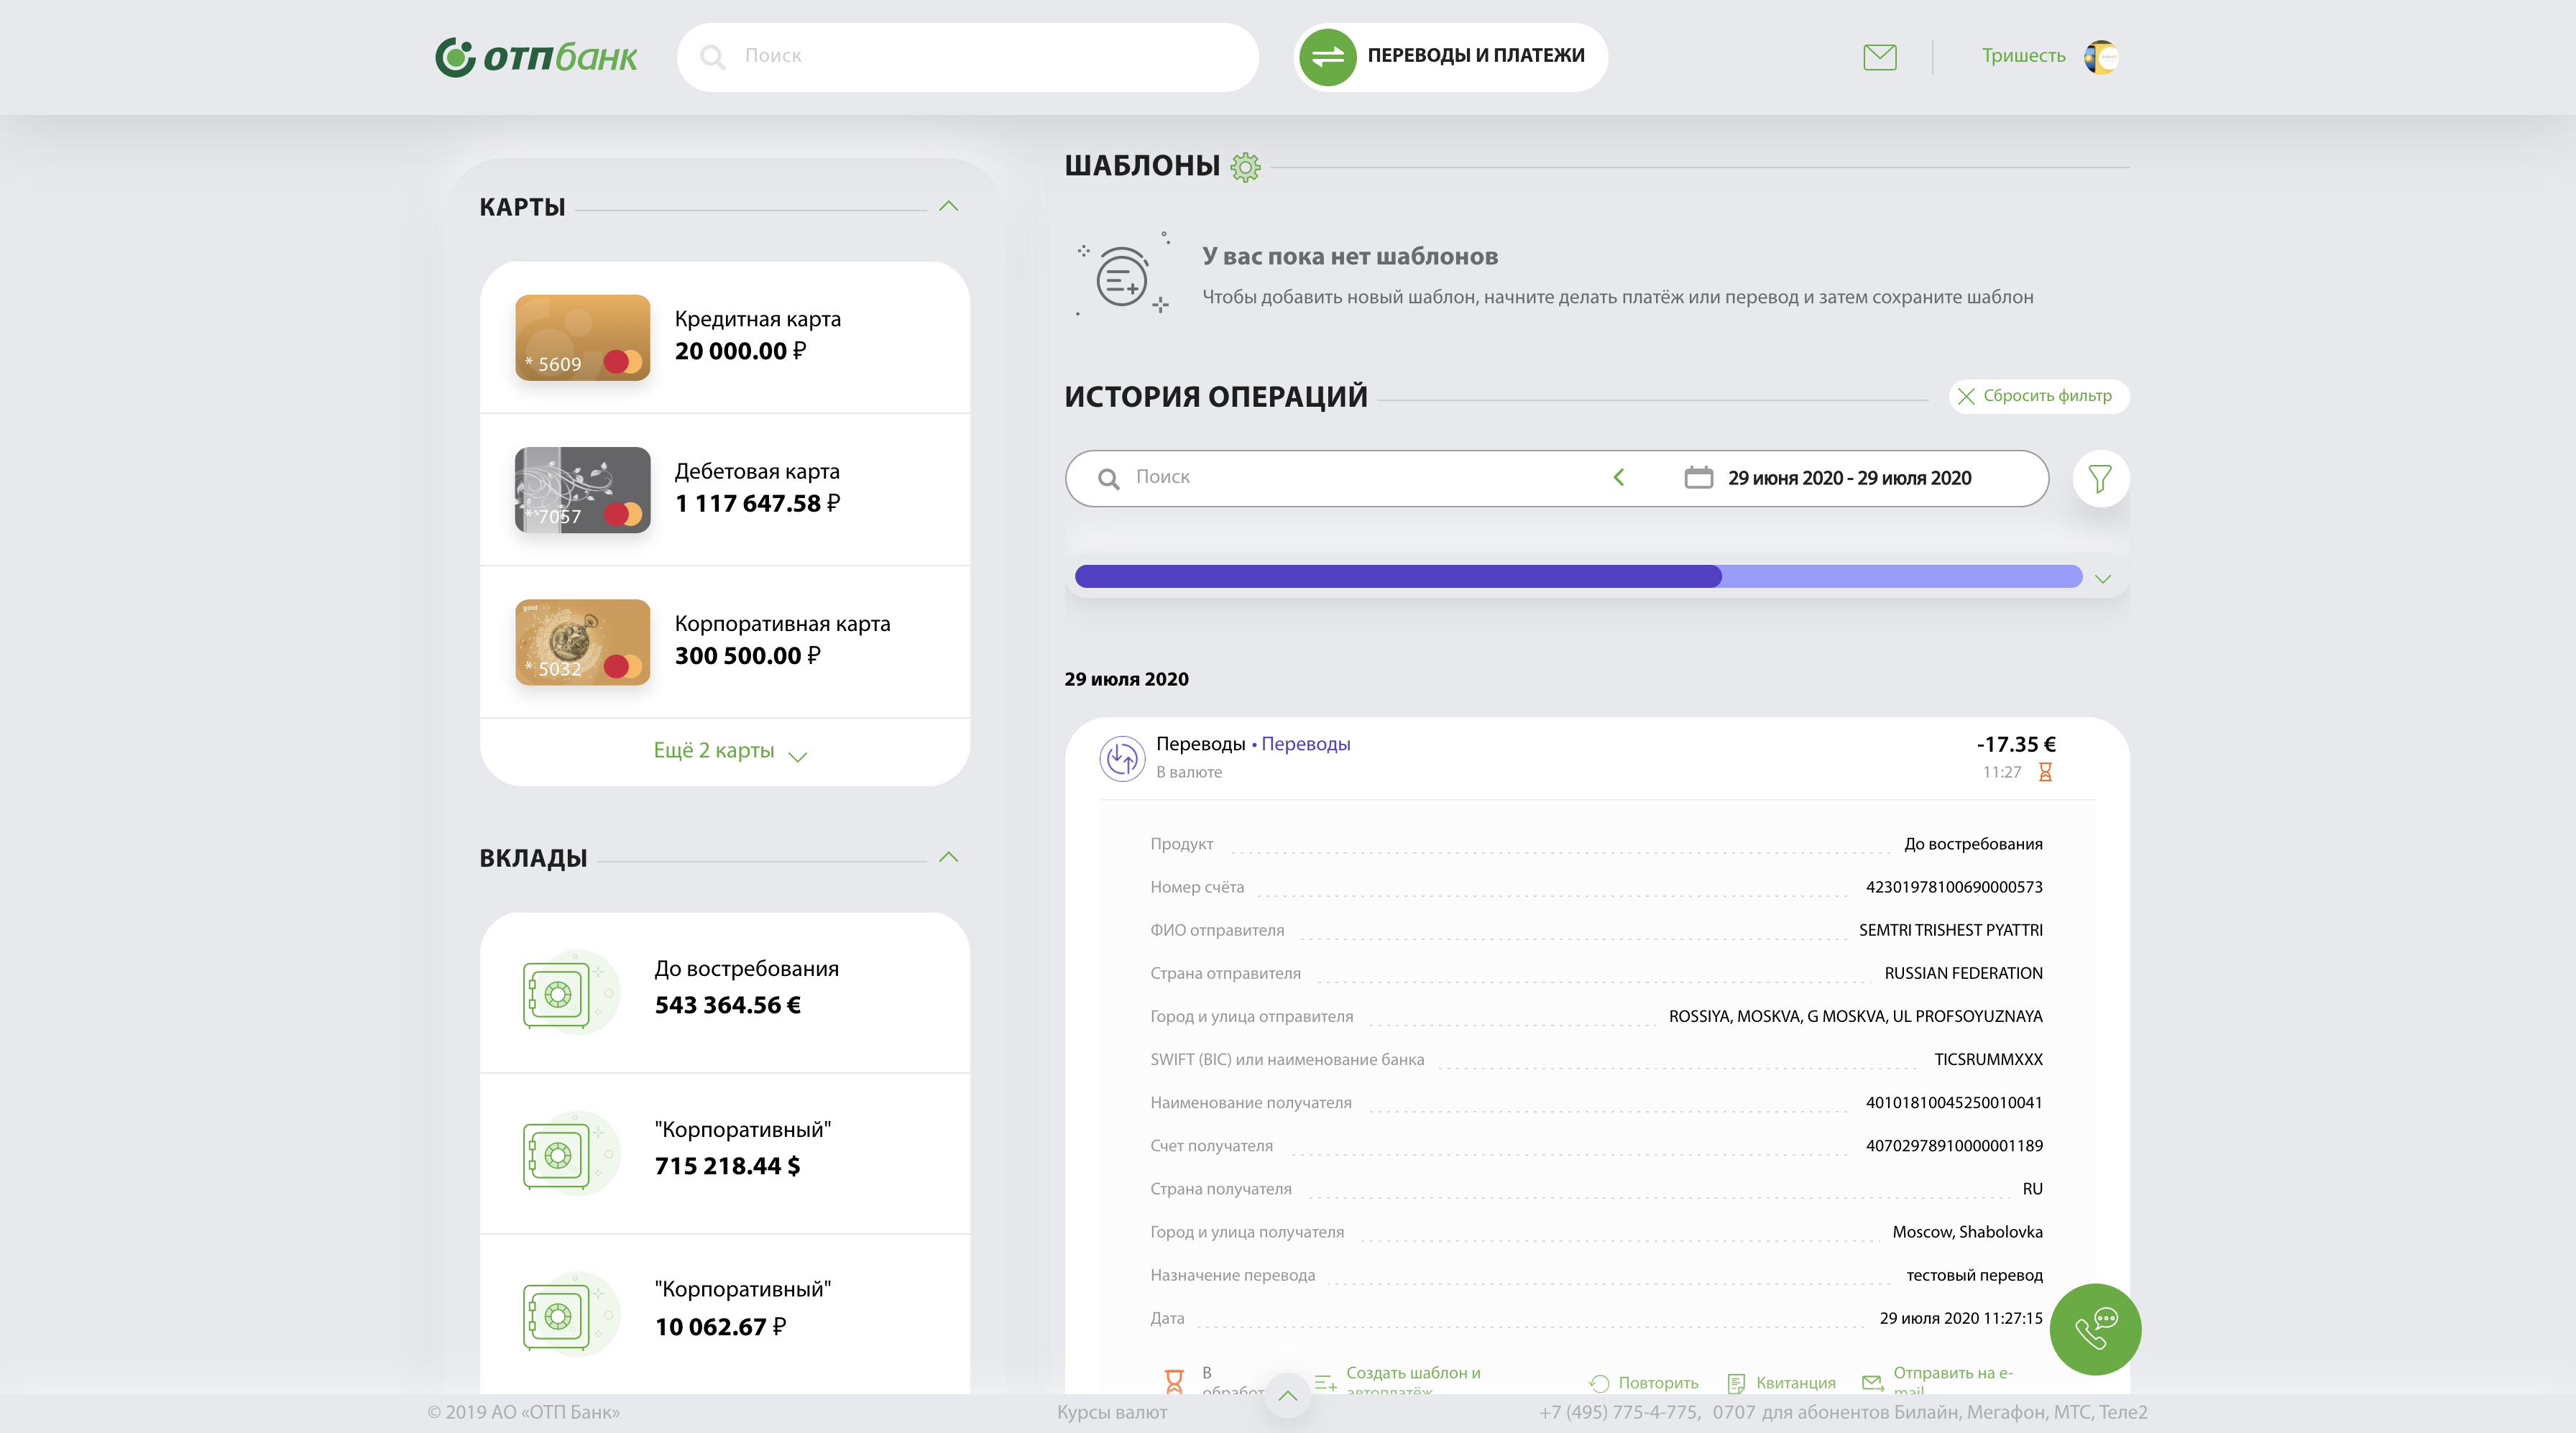 ОТПбанк
Поиск
ПЕРЕВОДЫ И ПЛАТЕЖИ
Тришесть
КАРТЫ
Кредитная карта
20 000.00 ₽
* 5609
Дебетовая карта
1 117 647.58 ₽
* 7057
Корпоративная карта
300 500.00 ₽
gold
* 5032
Ещё 2 карты
ВКЛАДЫ
До востребования
543 364.56 €
"Корпоративный"
715 218.44 $
"Корпоративный"
10 062.67 ₽
ШАБЛОНЫ
У вас пока нет шаблонов
Чтобы добавить новый шаблон, начните делать платёж или перевод и затем сохраните шаблон
ИСТОРИЯ ОПЕРАЦИЙ
Сбросить фильтр
Поиск
29 июня 2020 - 29 июля 2020
29 июля 2020
Переводы • Переводы
-17.35 €
В валюте
11:27
Продукт До востребования
Номер счёта 42301978100690000573
ФИО отправителя SEMTRI TRISHEST PYATTRI
Страна отправителя RUSSIAN FEDERATION
Город и улица отправителя ROSSIYA, MOSKVA, G MOSKVA, UL PROFSOYUZNAYA
SWIFT (BIC) или наименование банка TICSRUMMXXX
Наименование получателя 40101810045250010041
Счет получателя 40702978910000001189
Страна получателя RU
Город и улица получателя Moscow, Shabolovka
Назначение перевода тестовый перевод
Дата 29 июля 2020 11:27:15
В
обработ
Создать шаблон и
автоплатёж
Повторить
Квитанция
Отправить на e-
mail
© 2019 АО «ОТП Банк»
Курсы валют
+7 (495) 775-4-775, 0707 для абонентов Билайн, Мегафон, МТС, Теле2